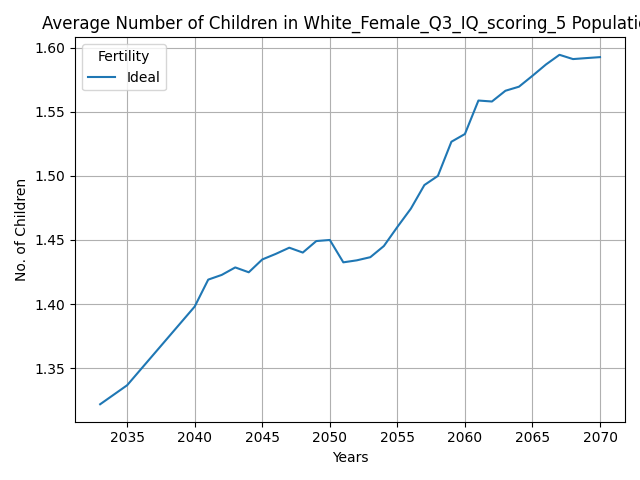 Average Number of Children in White_Female_Q3_IQ_scoring_5 Populati
Fertility
Ideal
No. of Children
1.60
1.55
1.50
1.45
1.40
1.35
2035 2040 2045 2050 2055 2060 2065 2070
Years